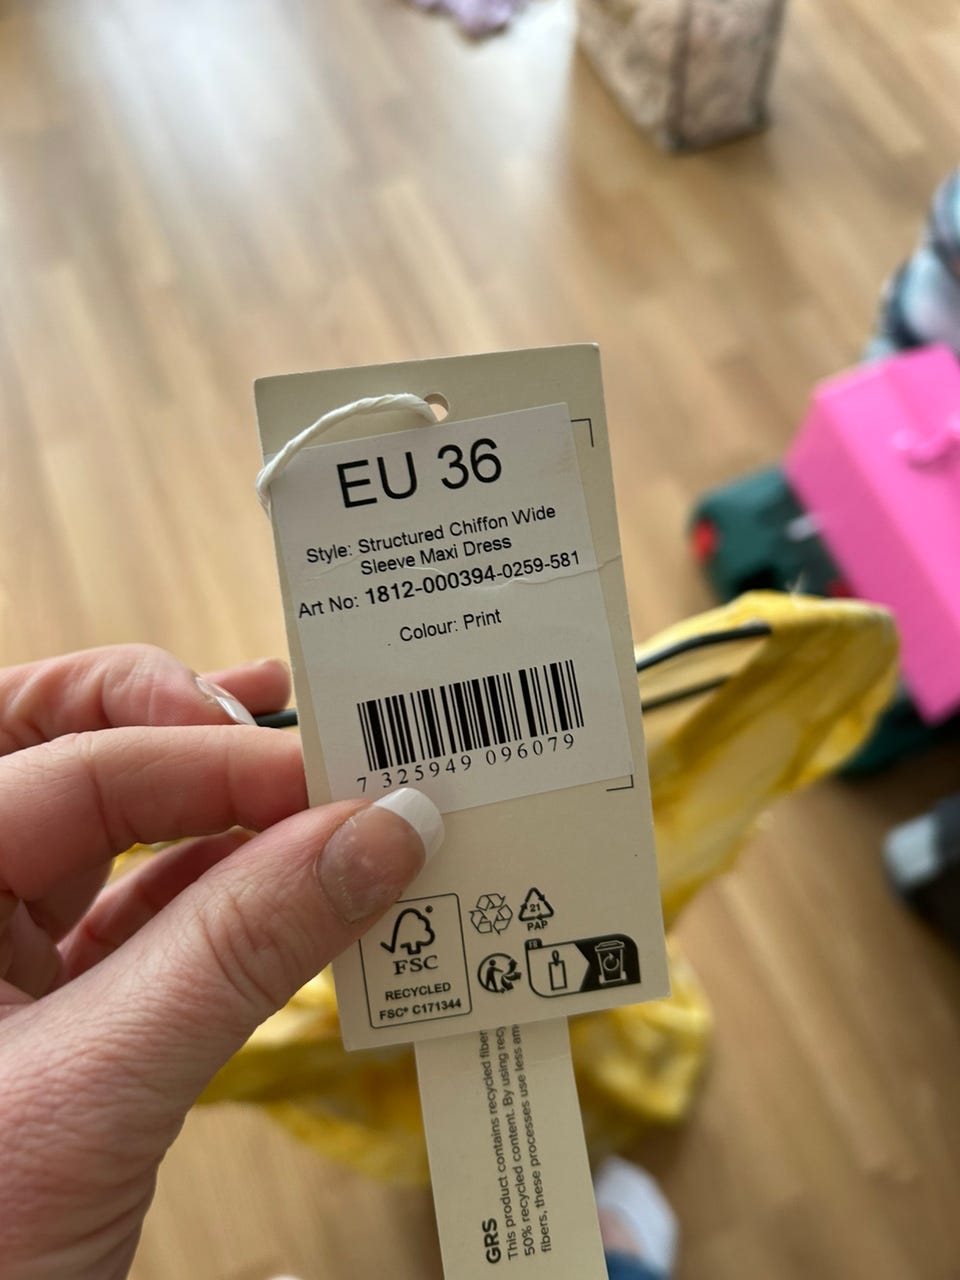 EU 36
Style: Structured Chiffon Wide
Sleeve Maxi Dress
Art No: 1812-000394-0259-581
Colour: Print
7 325949 096079
FSC®
RECYCLED
FSC® C171344
21
PAP
FR
GRS
This product contains recycled fiber
50% recycled content. By using recy
fibers, these processes use less am